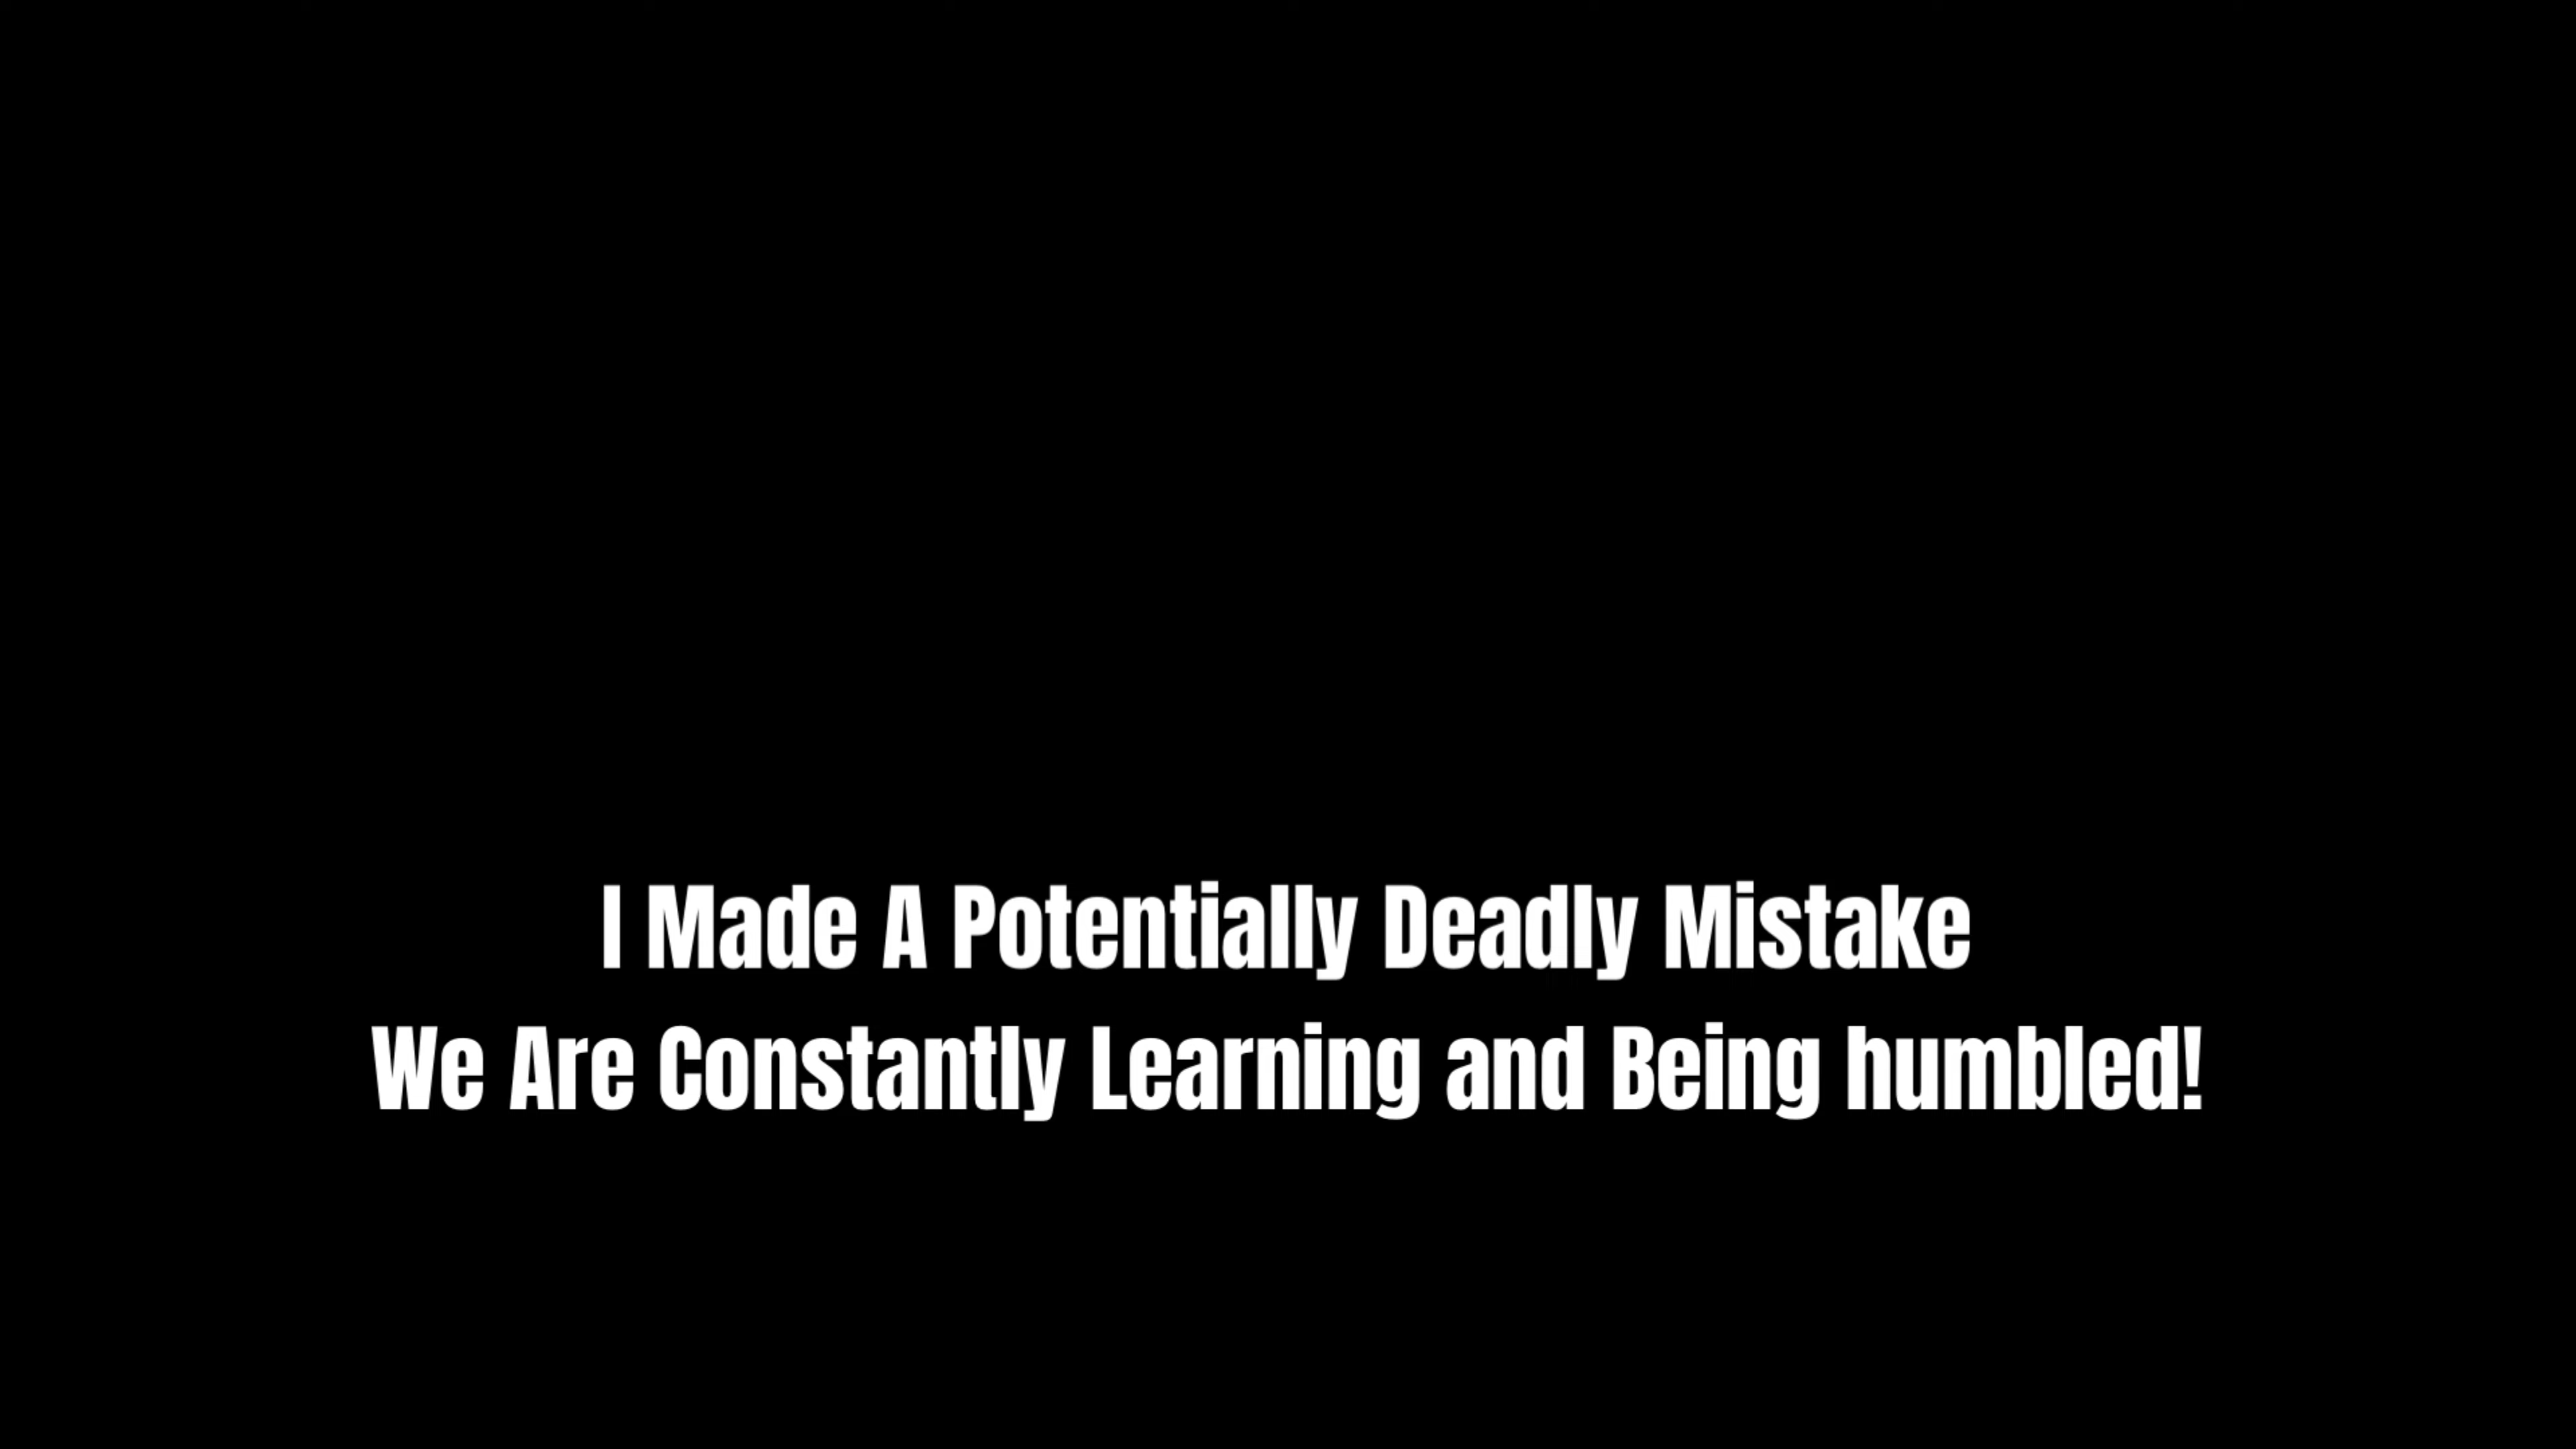 I Made A Potentially Deadly Mistake
We Are Constantly Learning and Being humbled!